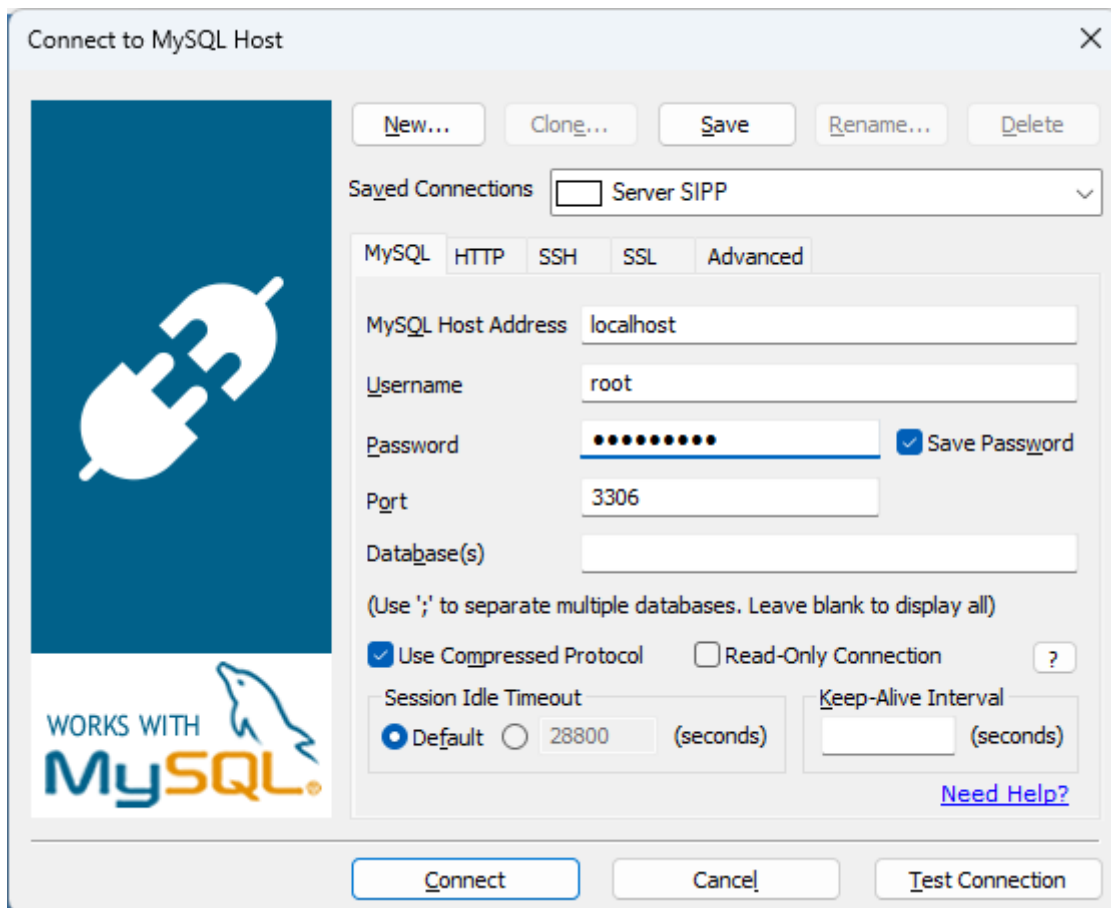 Connect to MySQL Host
New... Clone... Save Rename... Delete
Saved Connections Server SIPP
MySQL HTTP SSH SSL Advanced
MySQL Host Address localhost
Username root
Password ●●●●●●●●● Save Password
Port 3306
Database(s)
(Use ';' to separate multiple databases. Leave blank to display all)
Use Compressed Protocol Read-Only Connection ?
Session Idle Timeout Keep-Alive Interval
Default 28800 (seconds) (seconds)
WORKS WITH
MySQL®
Need Help?
Connect Cancel Test Connection